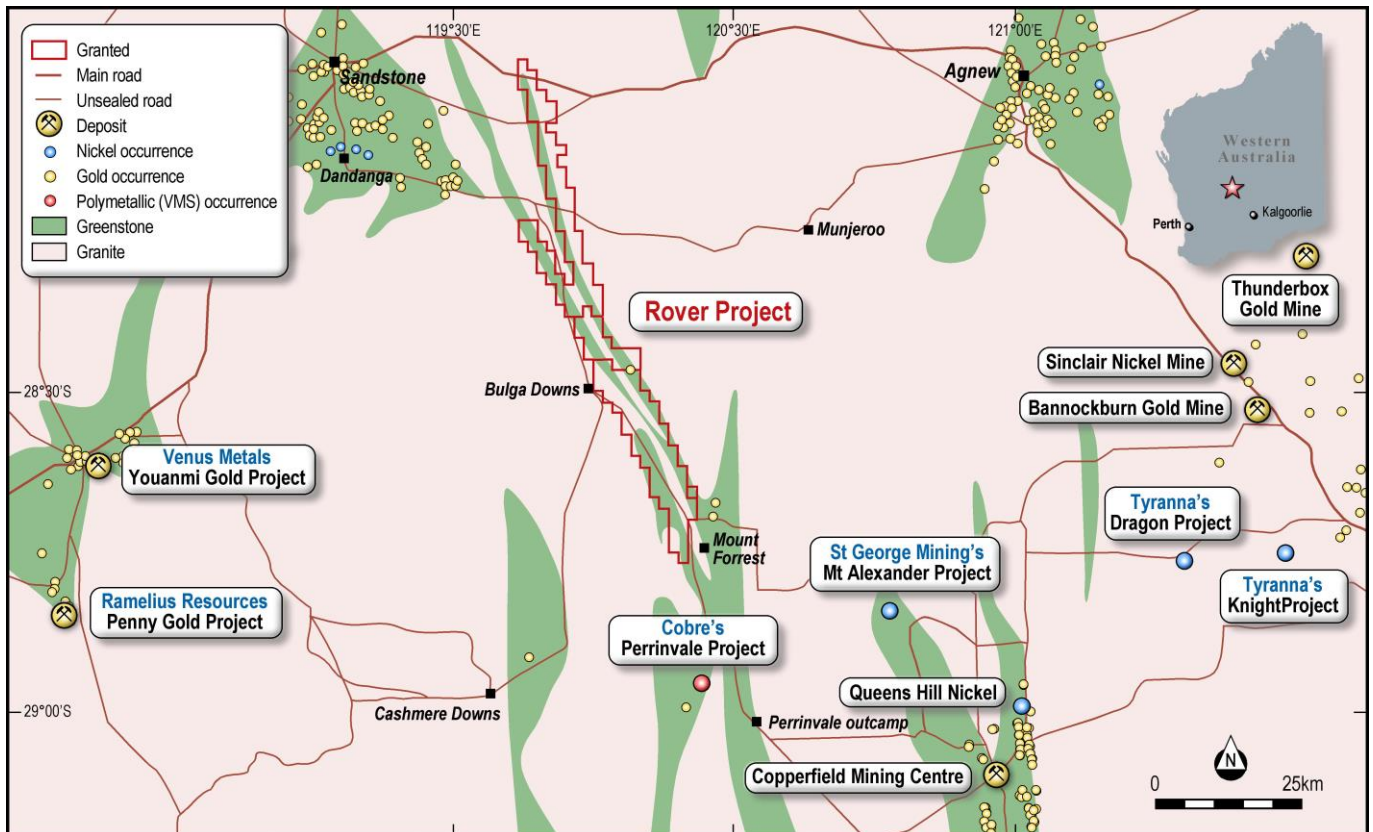 119°30'E
120°30'E
121°00'E
Granted
Main road
Unsealed road
Deposit
Nickel occurrence
Gold occurrence
Polymetallic (VMS) occurrence
Greenstone
Granite
Sandstone
Dandanga
Agnew
Munjeroo
Western
Australia
Perth
Kalgoorlie
Thunderbox
Gold Mine
Rover Project
Sinclair Nickel Mine
Bannockburn Gold Mine
Bulga Downs
28°30'S
Venus Metals
Youanmi Gold Project
Tyranna's
Dragon Project
Mount
Forrest
St George Mining's
Mt Alexander Project
Tyranna's
KnightProject
Ramelius Resources
Penny Gold Project
Cobre's
Perrinvale Project
Queens Hill Nickel
29°00'S
Cashmere Downs
Perrinvale outcamp
Copperfield Mining Centre
N
0 25km